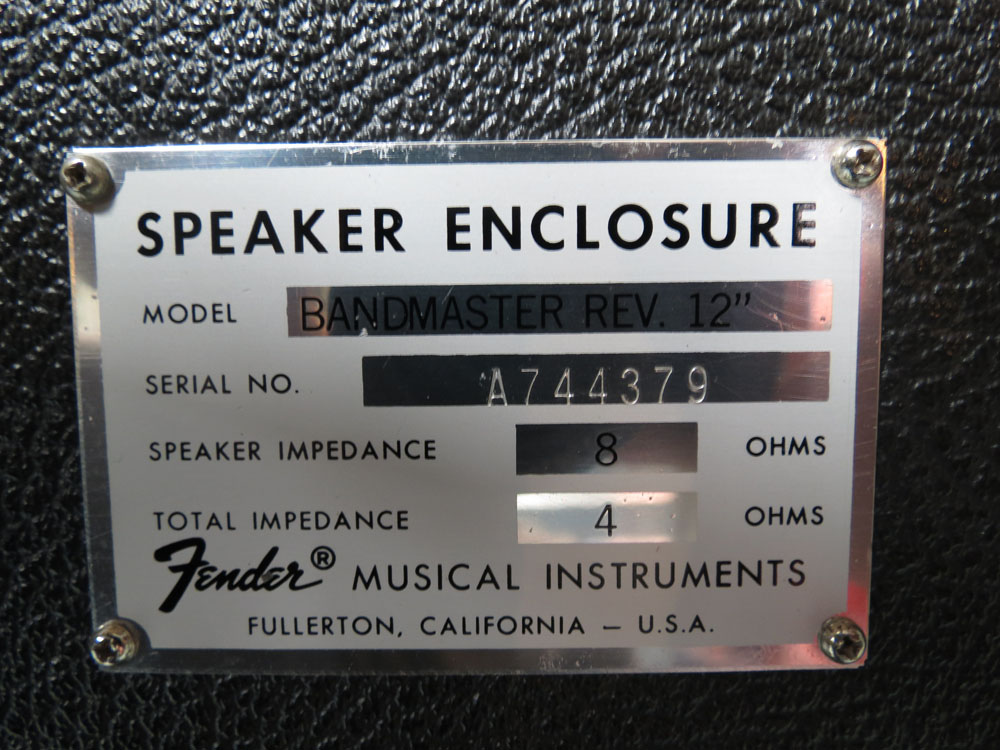 SPEAKER ENCLOSURE
MODEL BANDMASTER REV. 12"
SERIAL NO. A744379
SPEAKER IMPEDANCE 8 OHMS
TOTAL IMPEDANCE 4 OHMS
Fender® MUSICAL INSTRUMENTS
FULLERTON, CALIFORNIA — U.S.A.